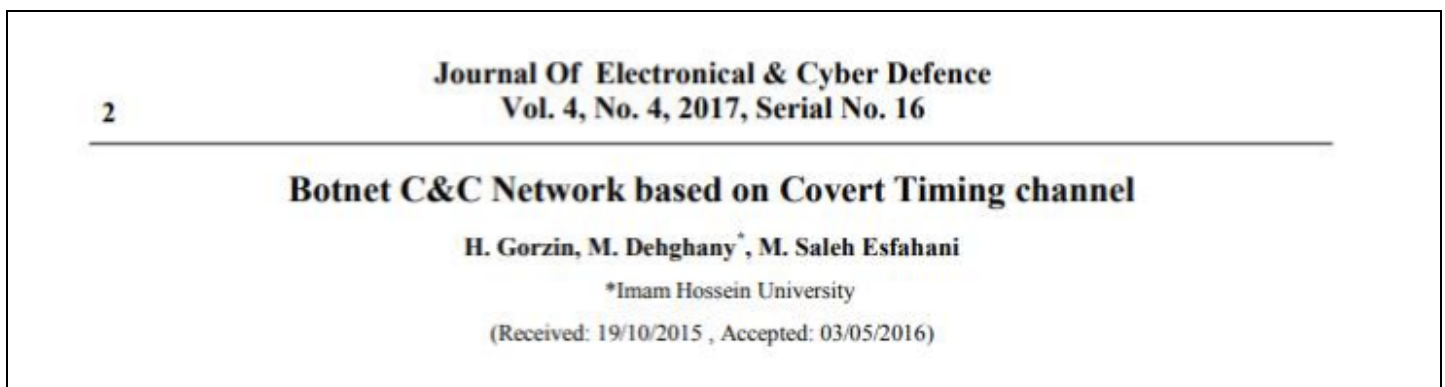 Journal Of Electronical & Cyber Defence
2 Vol. 4, No. 4, 2017, Serial No. 16
Botnet C&C Network based on Covert Timing channel
H. Gorzin, M. Dehghany*, M. Saleh Esfahani
*Imam Hossein University
(Received: 19/10/2015 , Accepted: 03/05/2016)